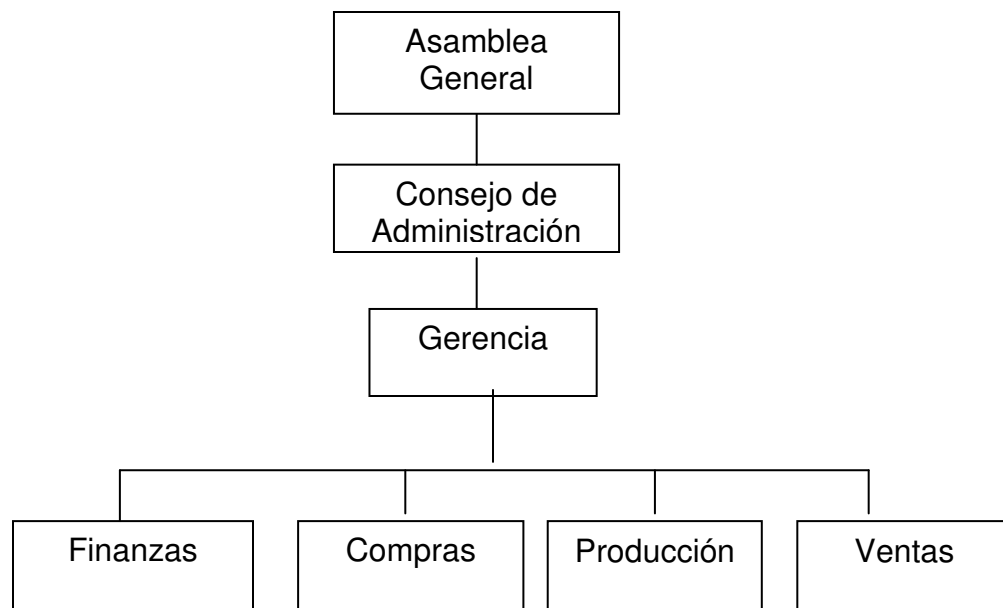 Asamblea
General
Consejo de
Administración
Gerencia
Finanzas
Compras
Producción
Ventas